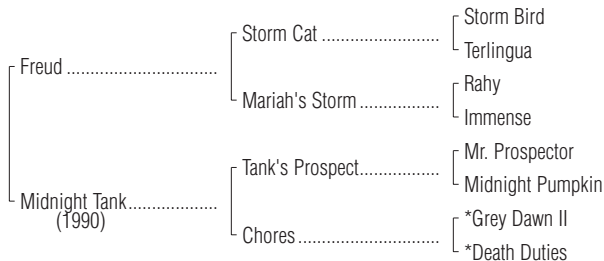 Storm Bird
Storm Cat ........................
Terlingua
Freud ................................
Rahy
Mariah's Storm .................
Immense
Mr. Prospector
Tank's Prospect.................
Midnight Pumpkin
Midnight Tank...................
(1990)
*Grey Dawn II
Chores ..............................
*Death Duties